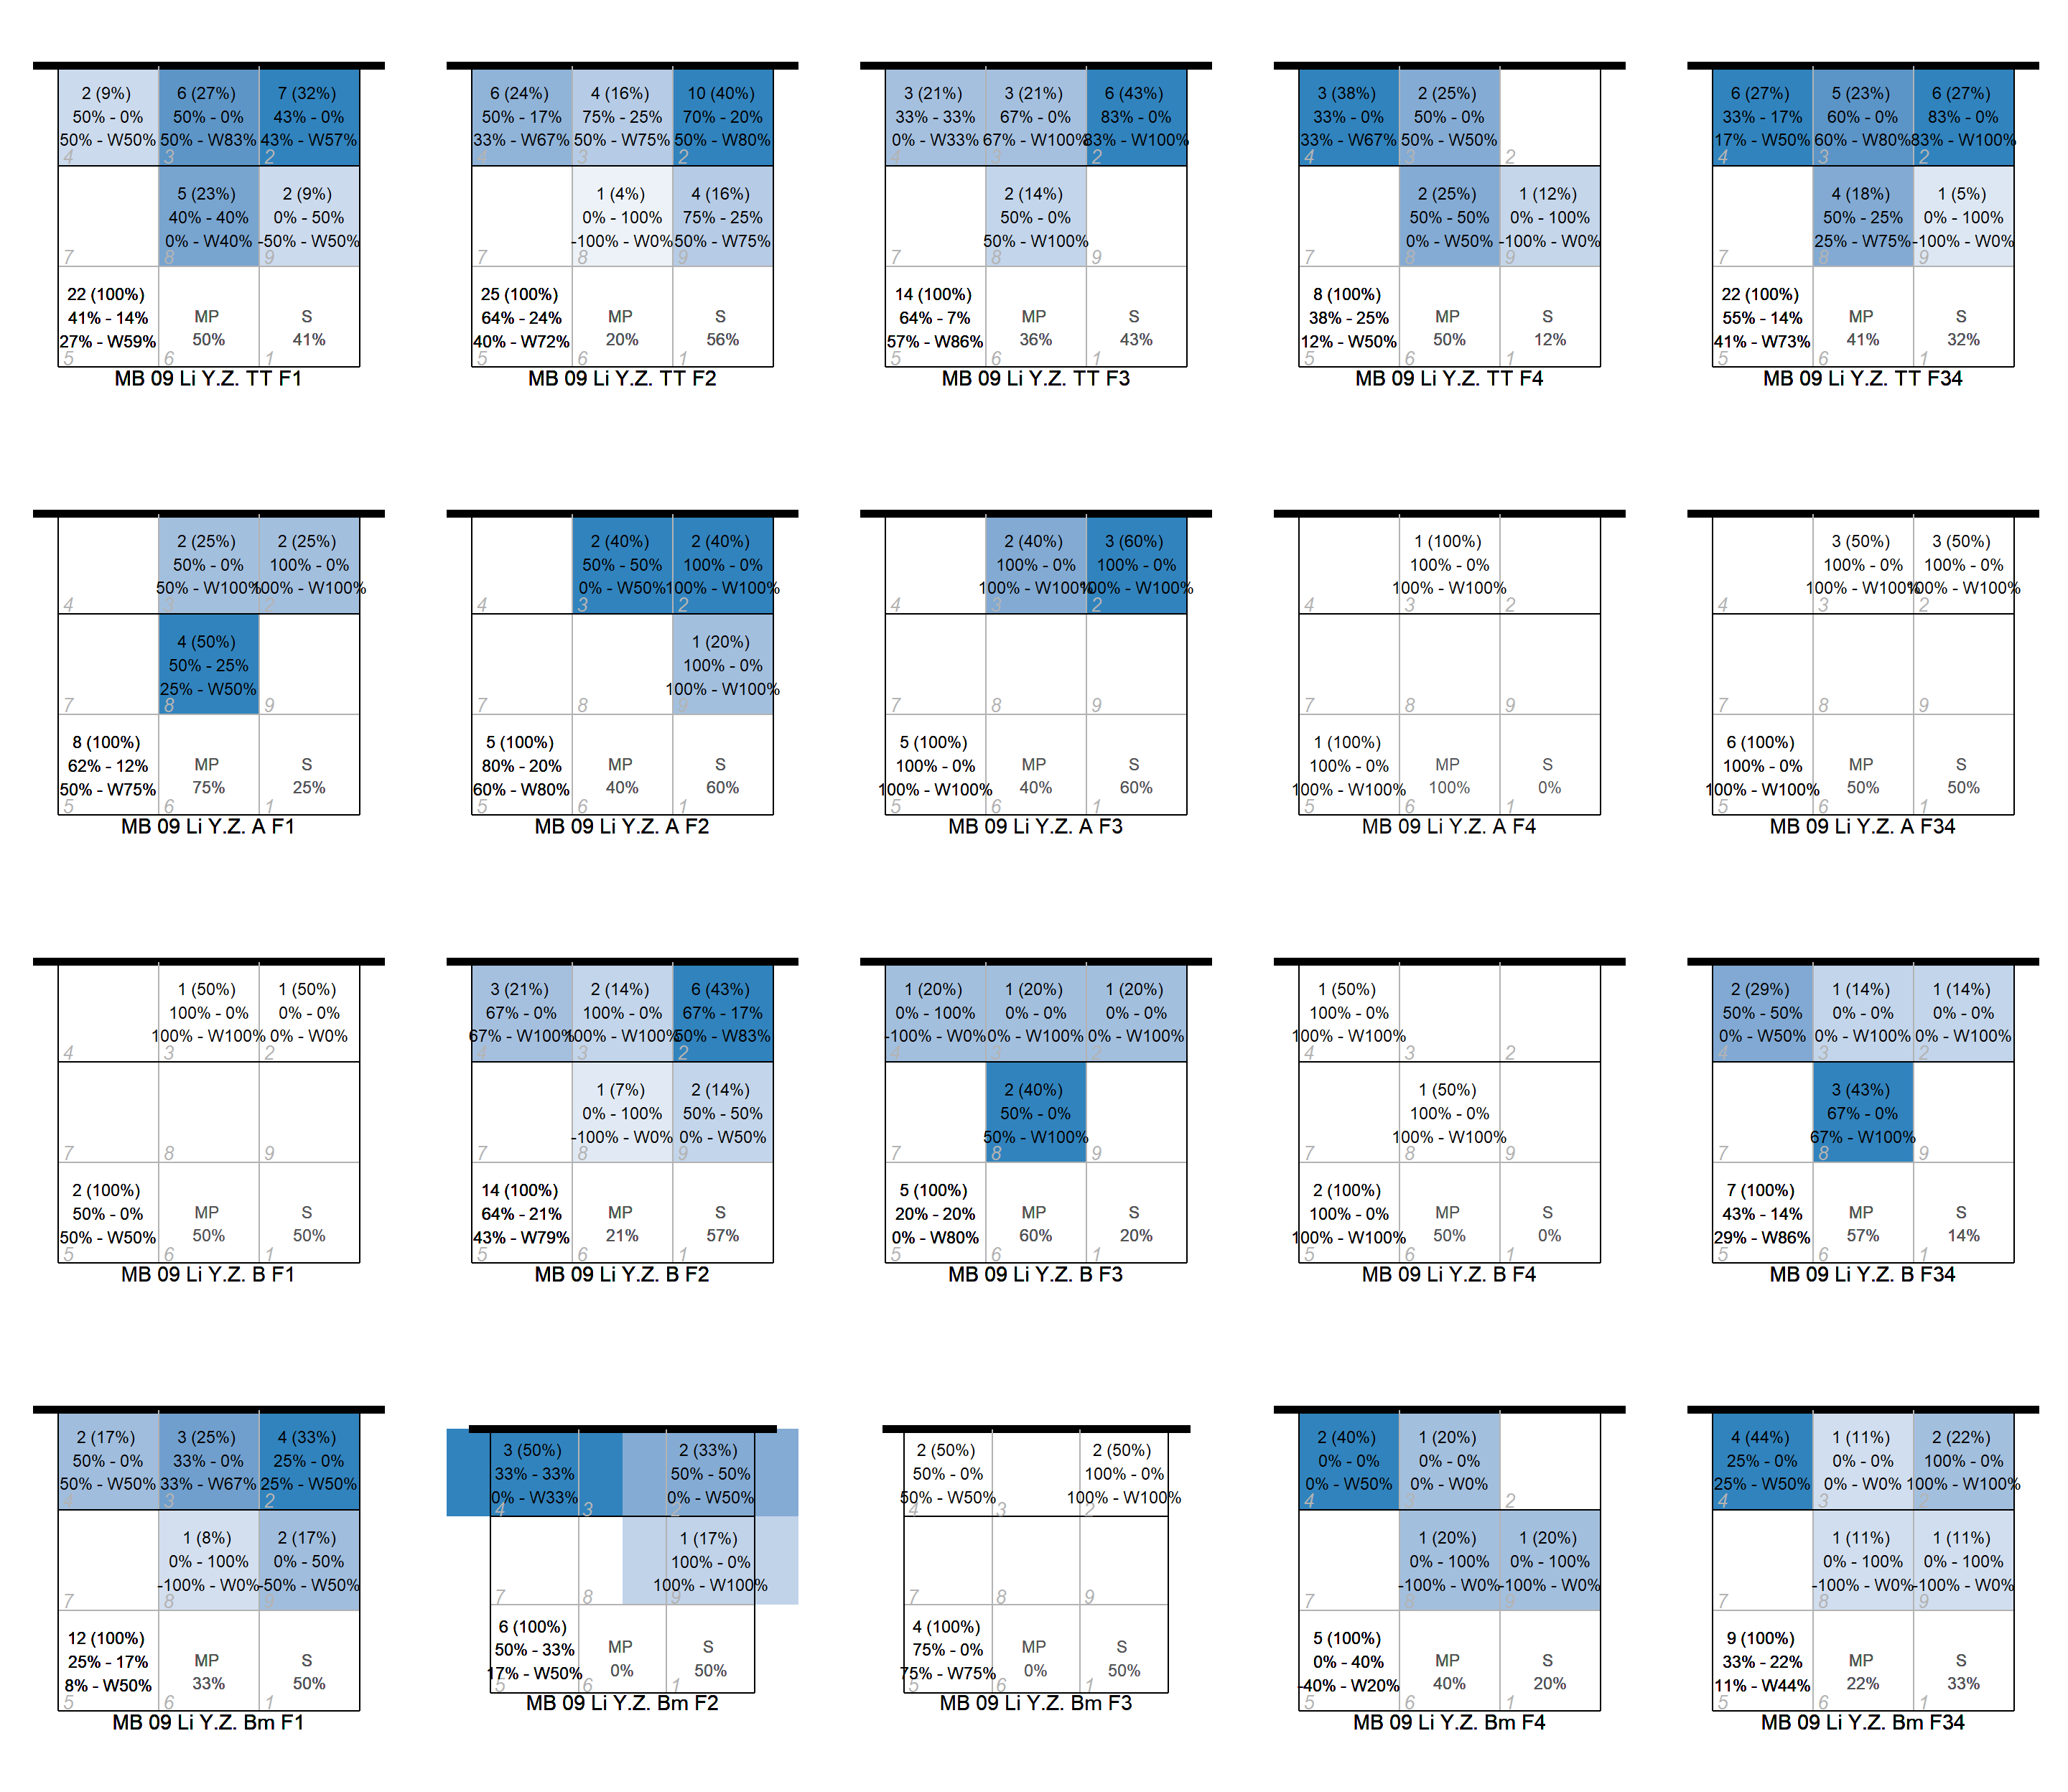 2 (9%)
50% - 0%
50% - W50%
4
6 (27%)
50% - 0%
50% - W83%
3
7 (32%)
43% - 0%
43% - W57%
2
7
5 (23%)
40% - 40%
0% - W40%
8
2 (9%)
0% - 50%
-50% - W50%
9
22 (100%)
41% - 14%
27% - W59%
5
MP
50%
6
S
41%
1
MB 09 Li Y.Z. TT F1
6 (24%)
50% - 17%
33% - W67%
4
4 (16%)
75% - 25%
50% - W75%
3
10 (40%)
70% - 20%
50% - W80%
2
7
1 (4%)
0% - 100%
-100% - W0%
8
4 (16%)
75% - 25%
50% - W75%
9
25 (100%)
64% - 24%
40% - W72%
5
MP
20%
6
S
56%
1
MB 09 Li Y.Z. TT F2
3 (21%)
33% - 33%
0% - W33%
4
3 (21%)
67% - 0%
67% - W100%
3
6 (43%)
83% - 0%
83% - W100%
2
7
2 (14%)
50% - 0%
50% - W100%
8
9
14 (100%)
64% - 7%
57% - W86%
5
MP
36%
6
S
43%
1
MB 09 Li Y.Z. TT F3
3 (38%)
33% - 0%
33% - W67%
4
2 (25%)
50% - 0%
50% - W50%
3
2
7
2 (25%)
50% - 50%
0% - W50%
8
1 (12%)
0% - 100%
-100% - W0%
9
8 (100%)
38% - 25%
12% - W50%
5
MP
50%
6
S
12%
1
MB 09 Li Y.Z. TT F4
6 (27%)
33% - 17%
17% - W50%
4
5 (23%)
60% - 0%
60% - W80%
3
6 (27%)
83% - 0%
83% - W100%
2
7
4 (18%)
50% - 25%
25% - W75%
8
1 (5%)
0% - 100%
-100% - W0%
9
22 (100%)
55% - 14%
41% - W73%
5
MP
41%
6
S
32%
1
MB 09 Li Y.Z. TT F34
4
2 (25%)
50% - 0%
50% - W100%
3
2 (25%)
100% - 0%
100% - W100%
2
7
4 (50%)
50% - 25%
25% - W50%
8
9
8 (100%)
62% - 12%
50% - W75%
5
MP
75%
6
S
25%
1
MB 09 Li Y.Z. A F1
4
2 (40%)
50% - 50%
0% - W50%
3
2 (40%)
100% - 0%
100% - W100%
2
7
8
1 (20%)
100% - 0%
100% - W100%
9
5 (100%)
80% - 20%
60% - W80%
5
MP
40%
6
S
60%
1
MB 09 Li Y.Z. A F2
4
2 (40%)
100% - 0%
100% - W100%
3
3 (60%)
100% - 0%
100% - W100%
2
7
8
9
5 (100%)
100% - 0%
100% - W100%
5
MP
40%
6
S
60%
1
MB 09 Li Y.Z. A F3
4
1 (100%)
100% - 0%
100% - W100%
3
2
7
8
9
1 (100%)
100% - 0%
100% - W100%
5
MP
100%
6
S
0%
1
MB 09 Li Y.Z. A F4
4
3 (50%)
100% - 0%
100% - W100%
3
3 (50%)
100% - 0%
100% - W100%
2
7
8
9
6 (100%)
100% - 0%
100% - W100%
5
MP
50%
6
S
50%
1
MB 09 Li Y.Z. A F34
4
1 (50%)
100% - 0%
100% - W100%
3
1 (50%)
0% - 0%
0% - W0%
2
7
8
9
2 (100%)
50% - 0%
50% - W50%
5
MP
50%
6
S
50%
1
MB 09 Li Y.Z. B F1
3 (21%)
67% - 0%
67% - W100%
4
2 (14%)
100% - 0%
100% - W100%
3
6 (43%)
67% - 17%
50% - W83%
2
7
1 (7%)
0% - 100%
-100% - W0%
8
2 (14%)
50% - 50%
0% - W50%
9
14 (100%)
64% - 21%
43% - W79%
5
MP
21%
6
S
57%
1
MB 09 Li Y.Z. B F2
1 (20%)
0% - 100%
-100% - W0%
4
1 (20%)
0% - 0%
0% - W100%
3
1 (20%)
0% - 0%
0% - W100%
2
7
2 (40%)
50% - 0%
50% - W100%
8
9
5 (100%)
20% - 20%
0% - W80%
5
MP
60%
6
S
20%
1
MB 09 Li Y.Z. B F3
1 (50%)
100% - 0%
100% - W100%
4
3
2
7
1 (50%)
100% - 0%
100% - W100%
8
9
2 (100%)
100% - 0%
100% - W100%
5
MP
50%
6
S
0%
1
MB 09 Li Y.Z. B F4
2 (29%)
50% - 50%
0% - W50%
4
1 (14%)
0% - 0%
0% - W100%
3
1 (14%)
0% - 0%
0% - W100%
2
7
3 (43%)
67% - 0%
67% - W100%
8
9
7 (100%)
43% - 14%
29% - W86%
5
MP
57%
6
S
14%
1
MB 09 Li Y.Z. B F34
2 (17%)
50% - 0%
50% - W50%
4
3 (25%)
33% - 0%
33% - W67%
3
4 (33%)
25% - 0%
25% - W50%
2
7
1 (8%)
0% - 100%
-100% - W0%
8
2 (17%)
0% - 50%
-50% - W50%
9
12 (100%)
25% - 17%
8% - W50%
5
MP
33%
6
S
50%
1
MB 09 Li Y.Z. Bm F1
3 (50%)
33% - 33%
0% - W33%
4
3
2 (33%)
50% - 50%
0% - W50%
2
7
8
1 (17%)
100% - 0%
100% - W100%
9
6 (100%)
50% - 33%
17% - W50%
5
MP
0%
6
S
50%
1
MB 09 Li Y.Z. Bm F2
2 (50%)
50% - 0%
50% - W50%
4
3
2 (50%)
100% - 0%
100% - W100%
2
7
8
9
4 (100%)
75% - 0%
75% - W75%
5
MP
0%
6
S
50%
1
MB 09 Li Y.Z. Bm F3
2 (40%)
0% - 0%
0% - W50%
4
1 (20%)
0% - 0%
0% - W0%
3
2
7
1 (20%)
0% - 100%
-100% - W0%
8
1 (20%)
0% - 100%
-100% - W0%
9
5 (100%)
0% - 40%
-40% - W20%
5
MP
40%
6
S
20%
1
MB 09 Li Y.Z. Bm F4
4 (44%)
25% - 0%
25% - W50%
4
1 (11%)
0% - 0%
0% - W0%
3
2 (22%)
100% - 0%
100% - W100%
2
7
1 (11%)
0% - 100%
-100% - W0%
8
1 (11%)
0% - 100%
-100% - W0%
9
9 (100%)
33% - 22%
11% - W44%
5
MP
22%
6
S
33%
1
MB 09 Li Y.Z. Bm F34